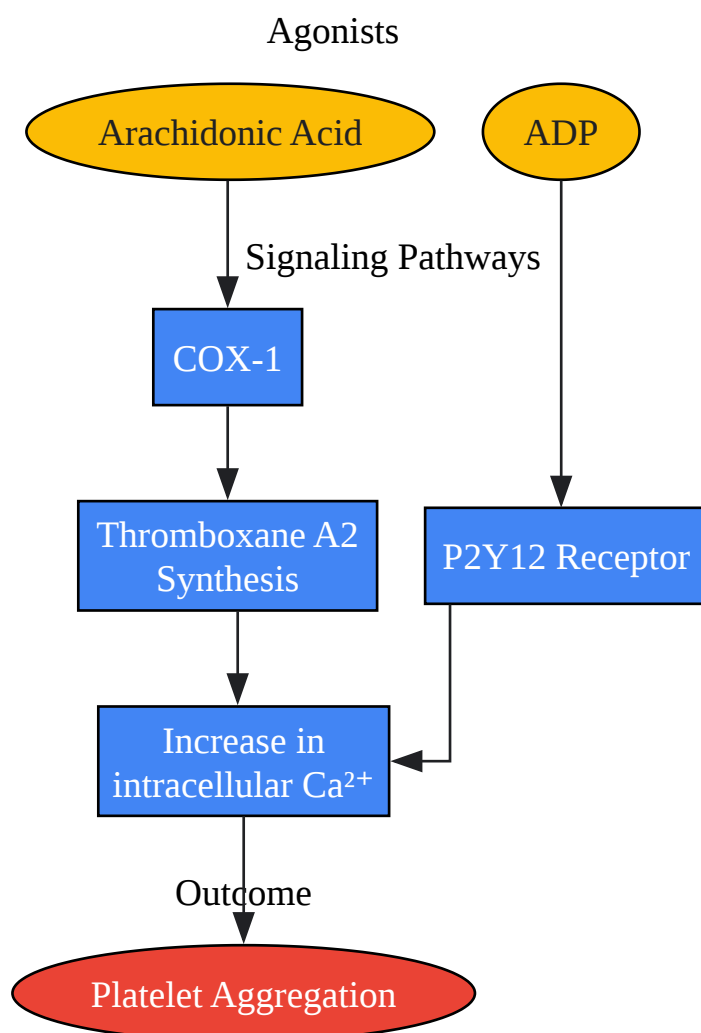 Agonists
Arachidonic Acid
ADP
Signaling Pathways
COX-1
Thromboxane A2
Synthesis
P2Y12 Receptor
Increase in
intracellular Ca²⁺
Outcome
Platelet Aggregation